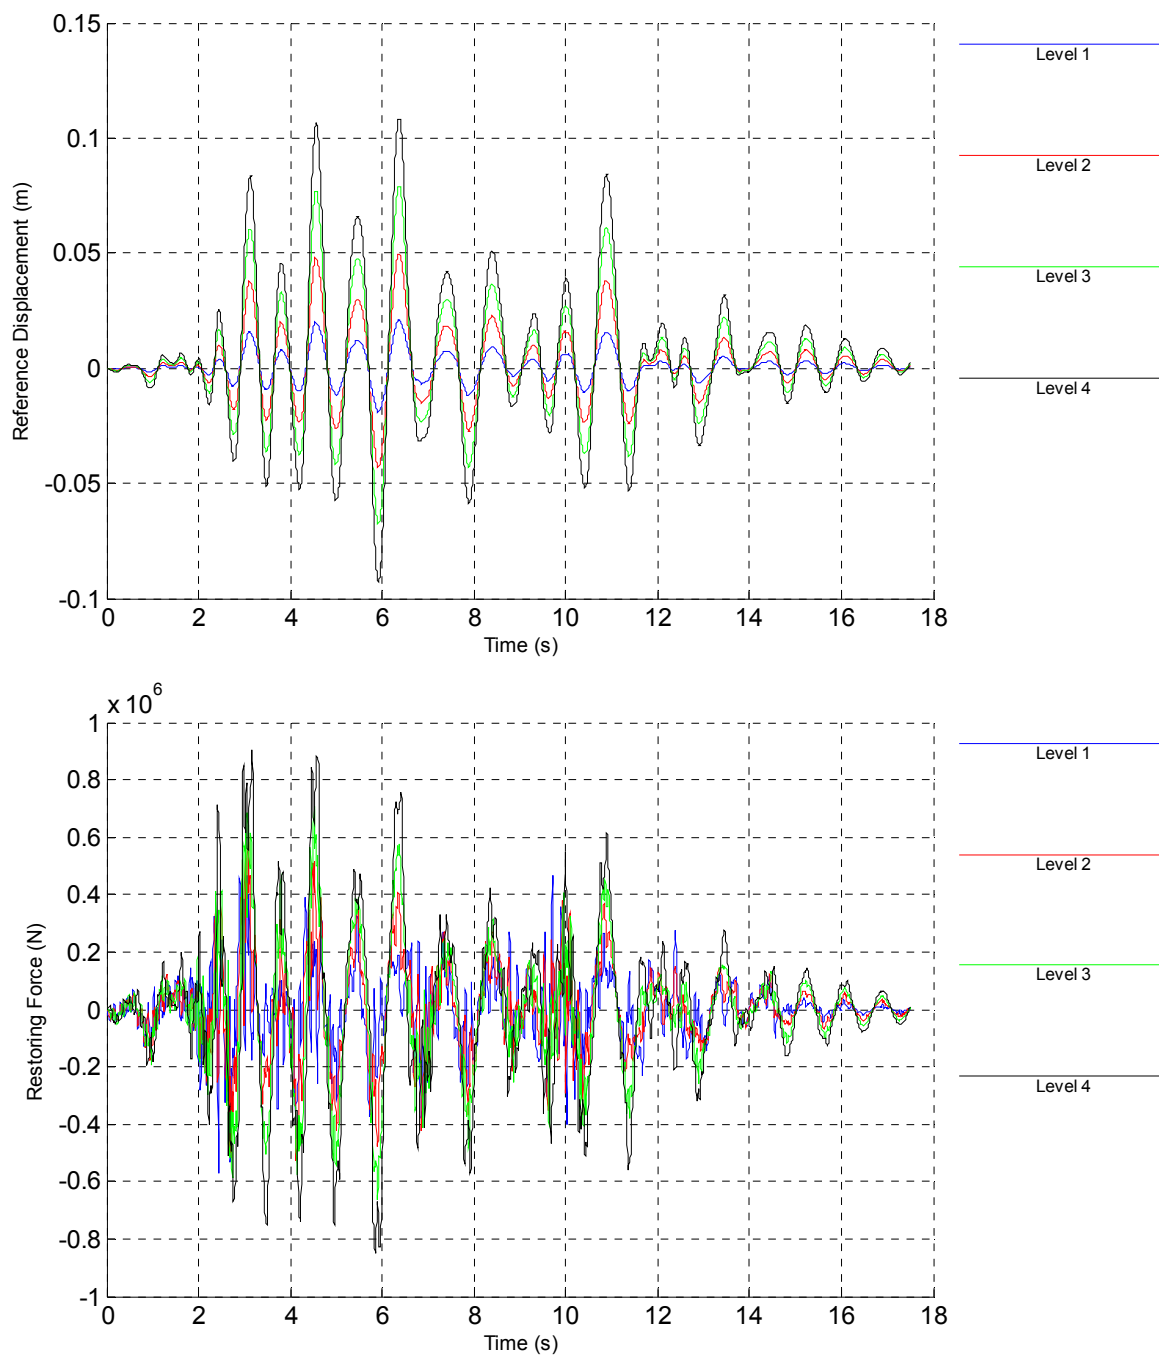 0.15
0.1
0.05
0
-0.05
-0.1
Reference Displacement (m)
0 2 4 6 8 10 12 14 16 18
Time (s)
Level 1
Level 2
Level 3
Level 4
x 10^6
1
0.8
0.6
0.4
0.2
0
-0.2
-0.4
-0.6
-0.8
-1
Restoring Force (N)
0 2 4 6 8 10 12 14 16 18
Time (s)
Level 1
Level 2
Level 3
Level 4